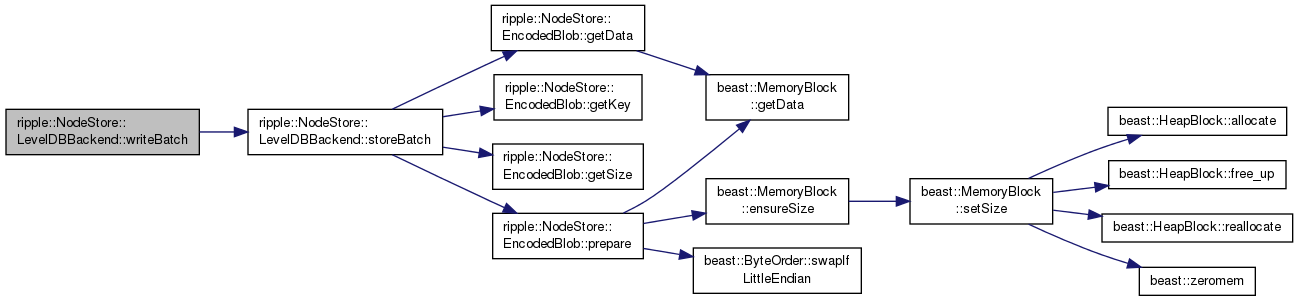 ripple::NodeStore::
LevelDBBackend::writeBatch
ripple::NodeStore::
LevelDBBackend::storeBatch
ripple::NodeStore::
EncodedBlob::getData
ripple::NodeStore::
EncodedBlob::getKey
ripple::NodeStore::
EncodedBlob::getSize
ripple::NodeStore::
EncodedBlob::prepare
beast::MemoryBlock
::getData
beast::MemoryBlock
::ensureSize
beast::ByteOrder::swapIf
LittleEndian
beast::MemoryBlock
::setSize
beast::HeapBlock::allocate
beast::HeapBlock::free_up
beast::HeapBlock::reallocate
beast::zeromem